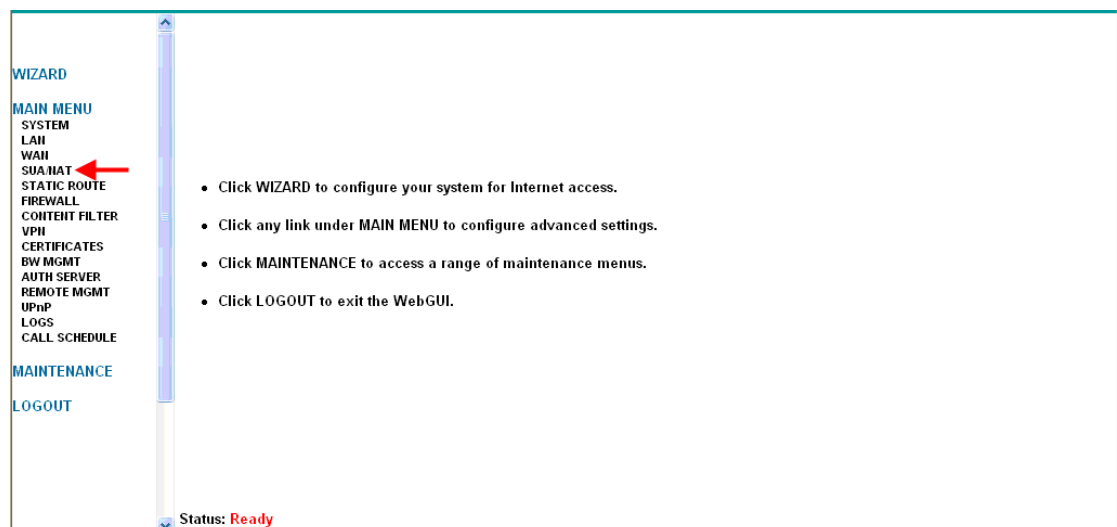 WIZARD
MAIN MENU
SYSTEM
LAN
WAN
SUA/NAT
STATIC ROUTE
FIREWALL
CONTENT FILTER
VPN
CERTIFICATES
BW MGMT
AUTH SERVER
REMOTE MGMT
UPnP
LOGS
CALL SCHEDULE
MAINTENANCE
LOGOUT
• Click WIZARD to configure your system for Internet access.
• Click any link under MAIN MENU to configure advanced settings.
• Click MAINTENANCE to access a range of maintenance menus.
• Click LOGOUT to exit the WebGUI.
Status: Ready